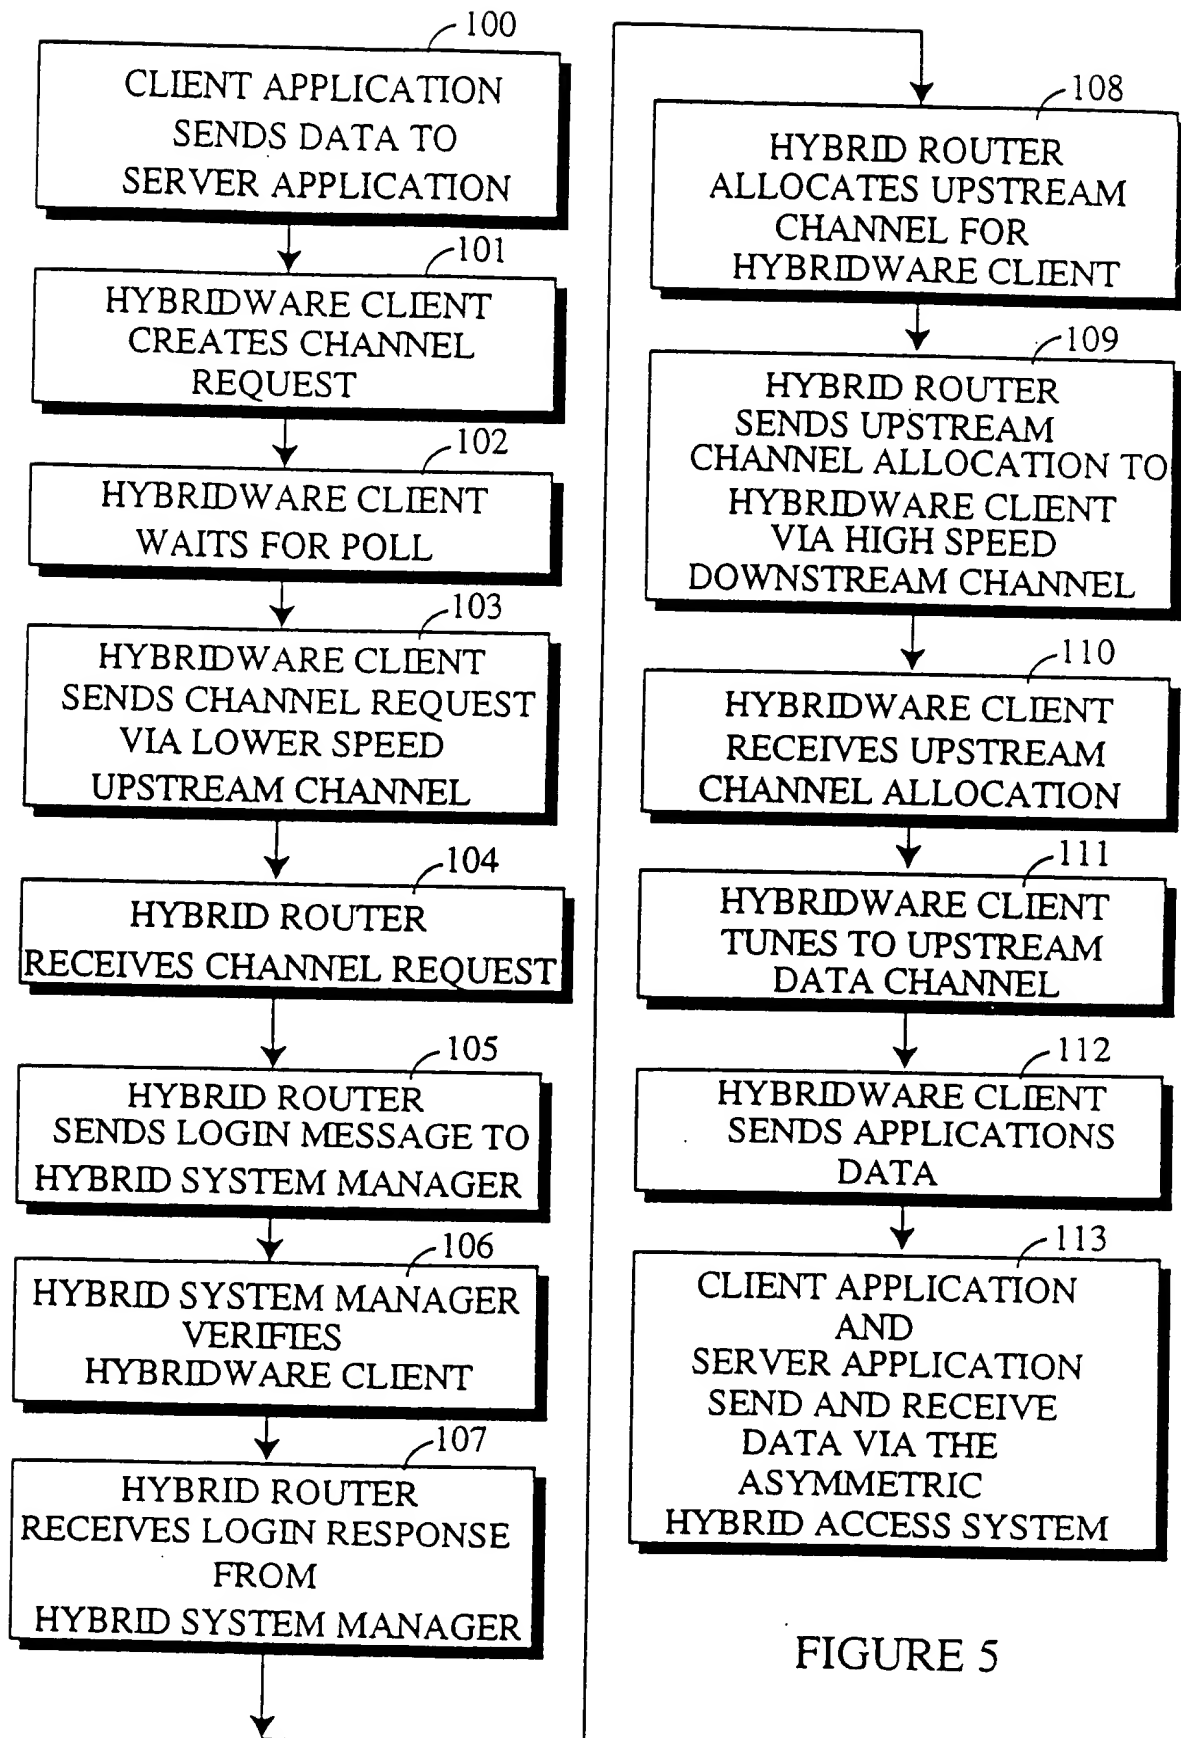 100
CLIENT APPLICATION
SENDS DATA TO
SERVER APPLICATION
101
HYBRIDWARE CLIENT
CREATES CHANNEL
REQUEST
102
HYBRIDWARE CLIENT
WAITS FOR POLL
103
HYBRIDWARE CLIENT
SENDS CHANNEL REQUEST
VIA LOWER SPEED
UPSTREAM CHANNEL
104
HYBRID ROUTER
RECEIVES CHANNEL REQUEST
105
HYBRID ROUTER
SENDS LOGIN MESSAGE TO
HYBRID SYSTEM MANAGER
106
HYBRID SYSTEM MANAGER
VERIFIES
HYBRIDWARE CLIENT
107
HYBRID ROUTER
RECEIVES LOGIN RESPONSE
FROM
HYBRID SYSTEM MANAGER
108
HYBRID ROUTER
ALLOCATES UPSTREAM
CHANNEL FOR
HYBRIDWARE CLIENT
109
HYBRID ROUTER
SENDS UPSTREAM
CHANNEL ALLOCATION TO
HYBRIDWARE CLIENT
VIA HIGH SPEED
DOWNSTREAM CHANNEL
110
HYBRIDWARE CLIENT
RECEIVES UPSTREAM
CHANNEL ALLOCATION
111
HYBRIDWARE CLIENT
TUNES TO UPSTREAM
DATA CHANNEL
112
HYBRIDWARE CLIENT
SENDS APPLICATIONS
DATA
113
CLIENT APPLICATION
AND
SERVER APPLICATION
SEND AND RECEIVE
DATA VIA THE
ASYMMETRIC
HYBRID ACCESS SYSTEM
FIGURE 5